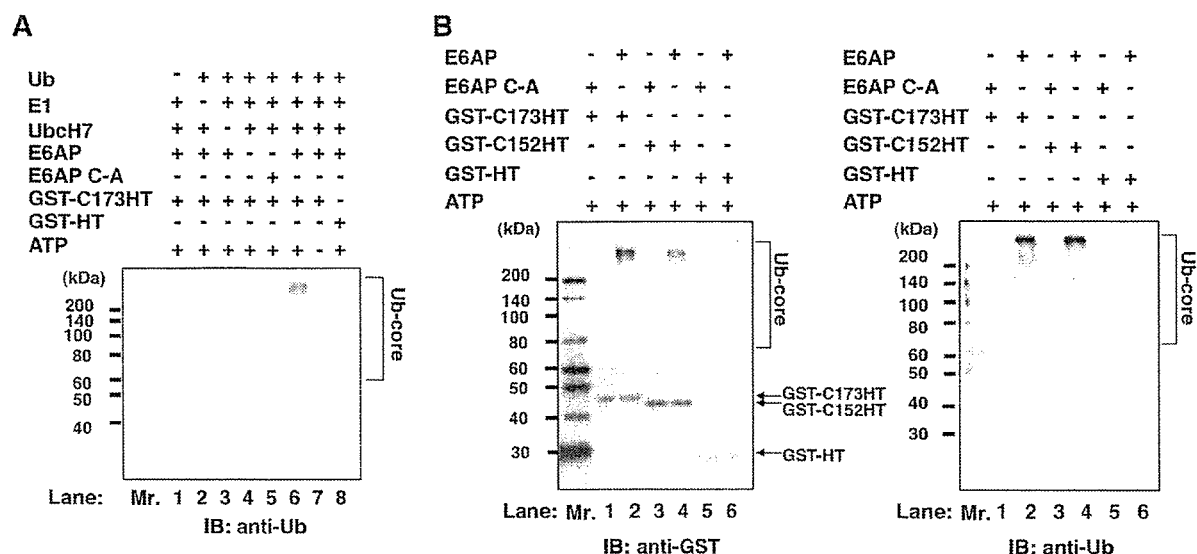 A
Ub - + + + + + + +
E1 + - + + + + + +
UbcH7 + + - + + + + +
E6AP + + + - - + + +
E6AP C-A - - - - + - - -
GST-C173HT + + + + + + + -
GST-HT - - - - - - - +
ATP + + + + + + - +
(kDa)
200
140
100
80
60
50
40
Ub-core
Lane: Mr. 1 2 3 4 5 6 7 8
IB: anti-Ub
B
E6AP - + - + - +
E6AP C-A + - + - + -
GST-C173HT + + - - - -
GST-C152HT - - + + - -
GST-HT - - - - + +
ATP + + + + + +
(kDa)
200
140
100
80
60
50
40
30
Ub-core
GST-C173HT
GST-C152HT
GST-HT
Lane: Mr. 1 2 3 4 5 6
IB: anti-GST
E6AP - + - + - +
E6AP C-A + - + - + -
GST-C173HT + + - - - -
GST-C152HT - - + + - -
GST-HT - - - - + +
ATP + + + + + +
(kDa)
200
140
100
80
60
50
40
30
Ub-core
Lane: Mr. 1 2 3 4 5 6
IB: anti-Ub